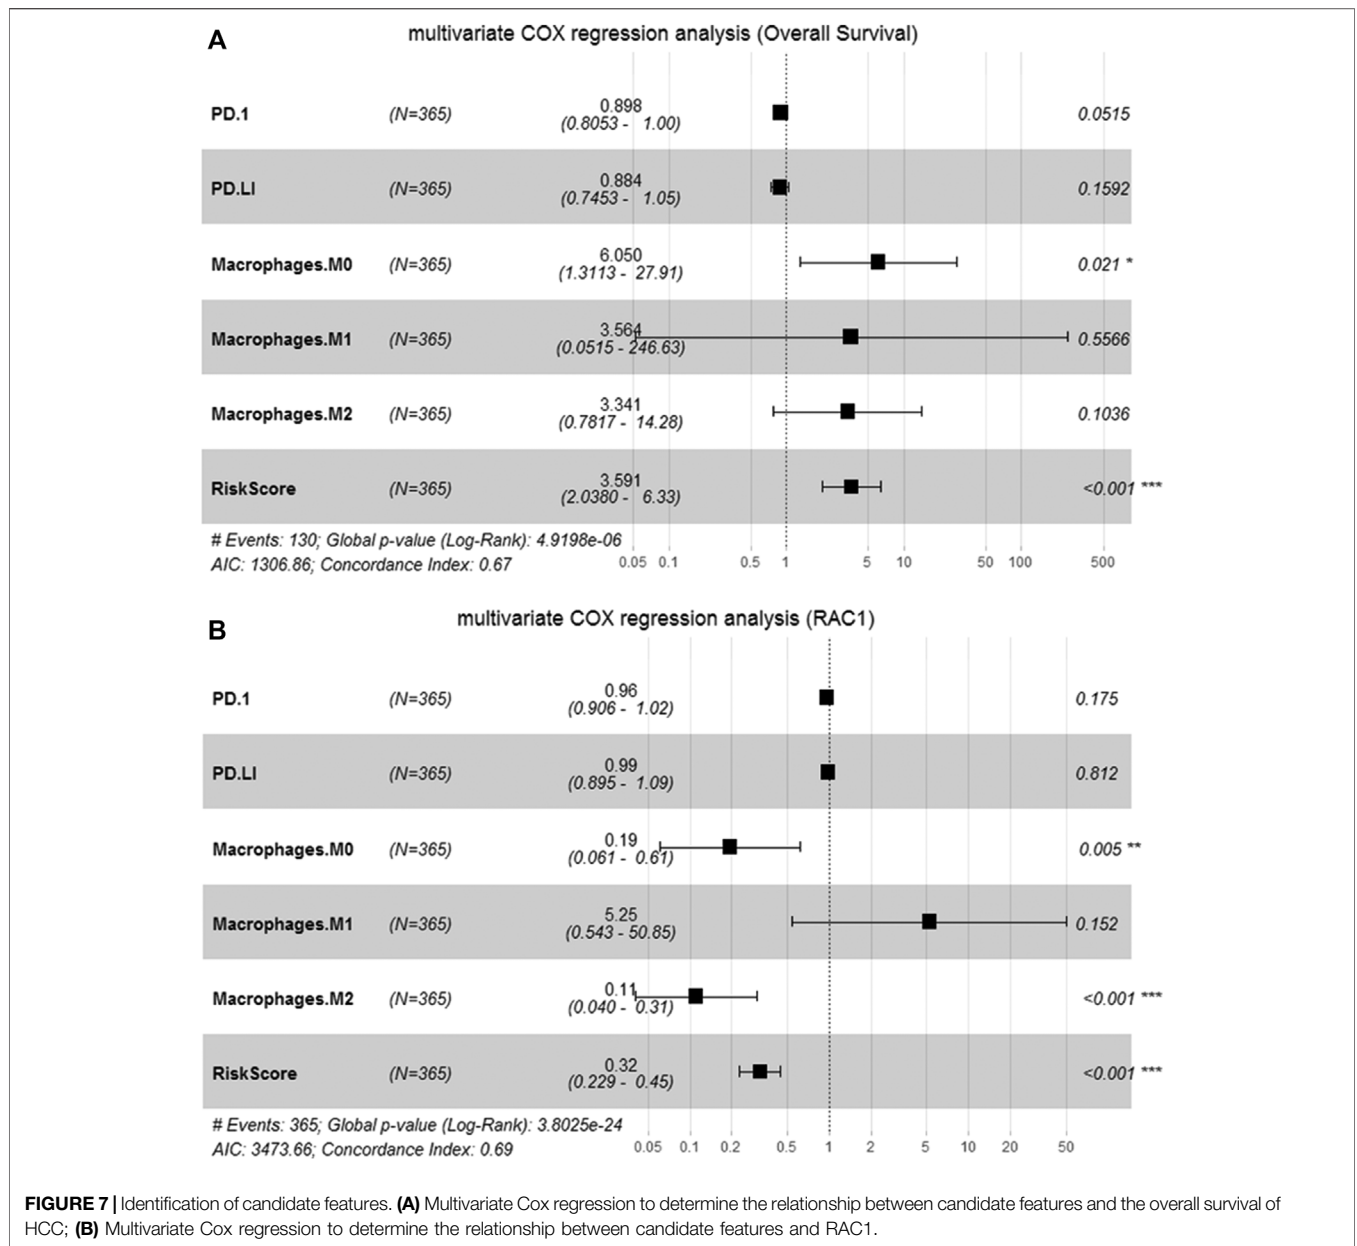 A
multivariate COX regression analysis (Overall Survival)
PD.1 (N=365) 0.898 (0.8053 - 1.00) 0.0515
PD.LI (N=365) 0.884 (0.7453 - 1.05) 0.1592
Macrophages.M0 (N=365) 6.050 (1.3113 - 27.91) 0.021 *
Macrophages.M1 (N=365) 3.564 (0.0515 - 246.63) 0.5566
Macrophages.M2 (N=365) 3.341 (0.7817 - 14.28) 0.1036
RiskScore (N=365) 3.591 (2.0380 - 6.33) <0.001 ***
# Events: 130; Global p-value (Log-Rank): 4.9198e-06
AIC: 1306.86; Concordance Index: 0.67
0.05 0.1 0.5 1 5 10 50 100 500
B
multivariate COX regression analysis (RAC1)
PD.1 (N=365) 0.96 (0.906 - 1.02) 0.175
PD.LI (N=365) 0.99 (0.895 - 1.09) 0.812
Macrophages.M0 (N=365) 0.19 (0.061 - 0.61) 0.005 **
Macrophages.M1 (N=365) 5.25 (0.543 - 50.85) 0.152
Macrophages.M2 (N=365) 0.11 (0.040 - 0.31) <0.001 ***
RiskScore (N=365) 0.32 (0.229 - 0.45) <0.001 ***
# Events: 365; Global p-value (Log-Rank): 3.8025e-24
AIC: 3473.66; Concordance Index: 0.69
0.05 0.1 0.2 0.5 1 2 5 10 20 50
FIGURE 7 | Identification of candidate features. (A) Multivariate Cox regression to determine the relationship between candidate features and the overall survival of
HCC; (B) Multivariate Cox regression to determine the relationship between candidate features and RAC1.